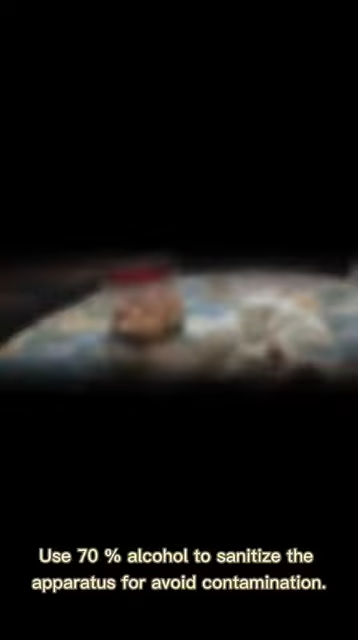 Use 70 % alcohol to sanitize the
apparatus for avoid contamination.